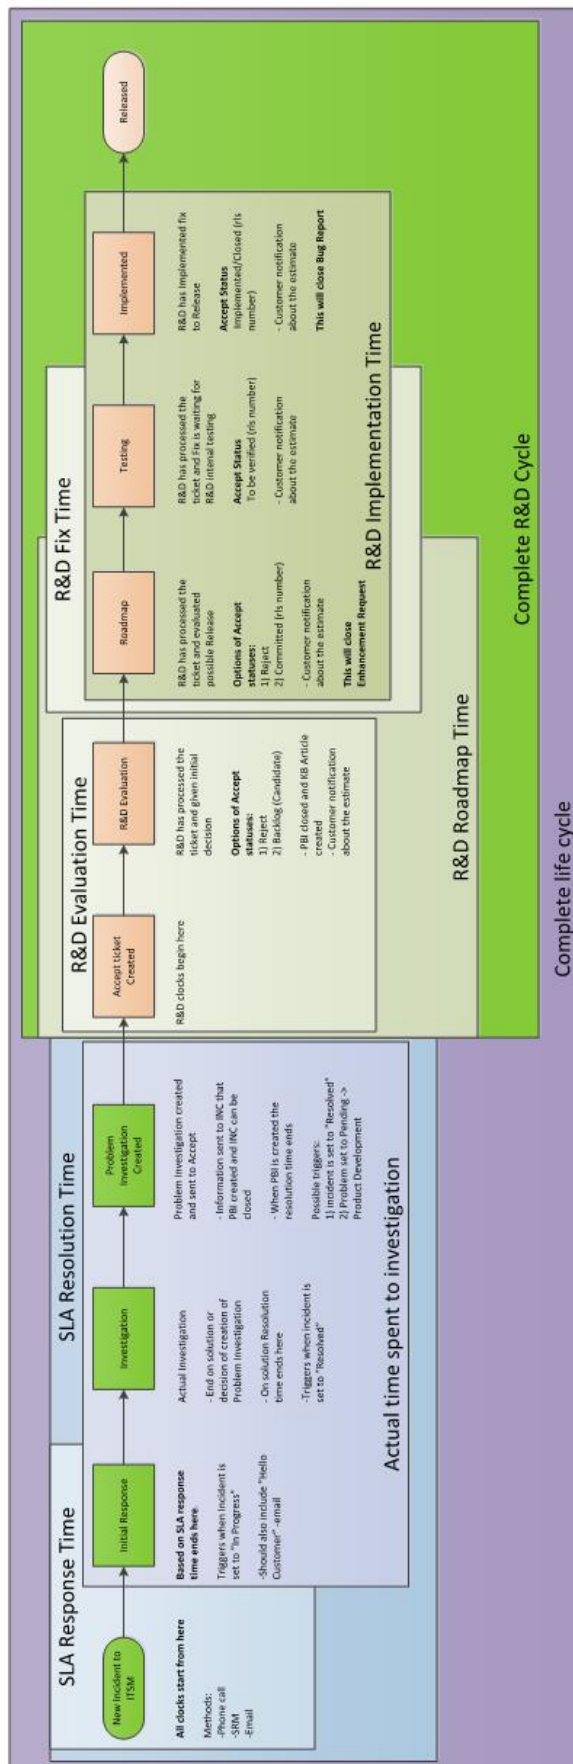 SLA Response Time
New Incident to
ITSM
All clocks start from here
Methods:
-Phone call
-SRM
-Email
Initial Response
Based on SLA response
time ends here.
Triggers when Incident is
set to "In Progress"
-Should also include "Hello
Customer" -email
SLA Resolution Time
Investigation
Actual Investigation
- End on solution or
decision of creation of
Problem Investigation
- On solution Resolution
time ends here
-Triggers when incident is
set to "Resolved"
Problem
Investigation
Created
Problem Investigation created
and sent to Accept
- Information sent to INC that
PBI created and INC can be
closed
- When PBI is created the
resolution time ends
Possible triggers:
1) Incident is set to "Resolved"
2) Problem set to Pending ->
Product Development
Actual time spent to investigation
R&D Evaluation Time
Accept ticket
Created
R&D clocks begin here
R&D Evaluation
R&D has processed the
ticket and given initial
decision
Options of Accept
statuses:
1) Reject
2) Backlog (Candidate)
- PBI closed and KB Article
created
- Customer notification
about the estimate
R&D Fix Time
Roadmap
R&D has processed the
ticket and evaluated
possible Release
Options of Accept
statuses:
1) Reject
2) Committed (rls number)
- Customer notification
about the estimate
This will close
Enhancement Request
Testing
R&D has processed the
ticket and Fix is waiting for
R&D intenal testing
Accept Status
To be verified (rls number)
- Customer notification
about the estimate
Implemented
R&D has Implemented fix
to Release
Accept Status
Implemented/Closed (rls
number)
- Customer notification
about the estimate
This will close Bug Report
Released
R&D Implementation Time
R&D Roadmap Time
Complete R&D Cycle
Complete life cycle